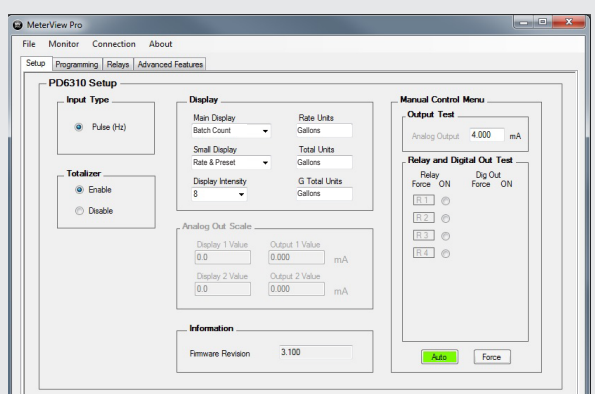 MeterView Pro
File Monitor Connection About
Setup Programming Relays Advanced Features
PD6310 Setup
Input Type
Pulse (Hz)
Totalizer
Enable
Disable
Display
Main Display Rate Units
Batch Count Gallons
Small Display Total Units
Rate & Preset Gallons
Display Intensity G Total Units
8 Gallons
Analog Out Scale
Display 1 Value Output 1 Value
0.0 0.000 mA
Display 2 Value Output 2 Value
0.0 0.000 mA
Information
Firmware Revision 3.100
Manual Control Menu
Output Test
Analog Output 4.000 mA
Relay and Digital Out Test
Relay Dig Out
Force ON Force ON
R 1
R 2
R 3
R 4
Auto Force